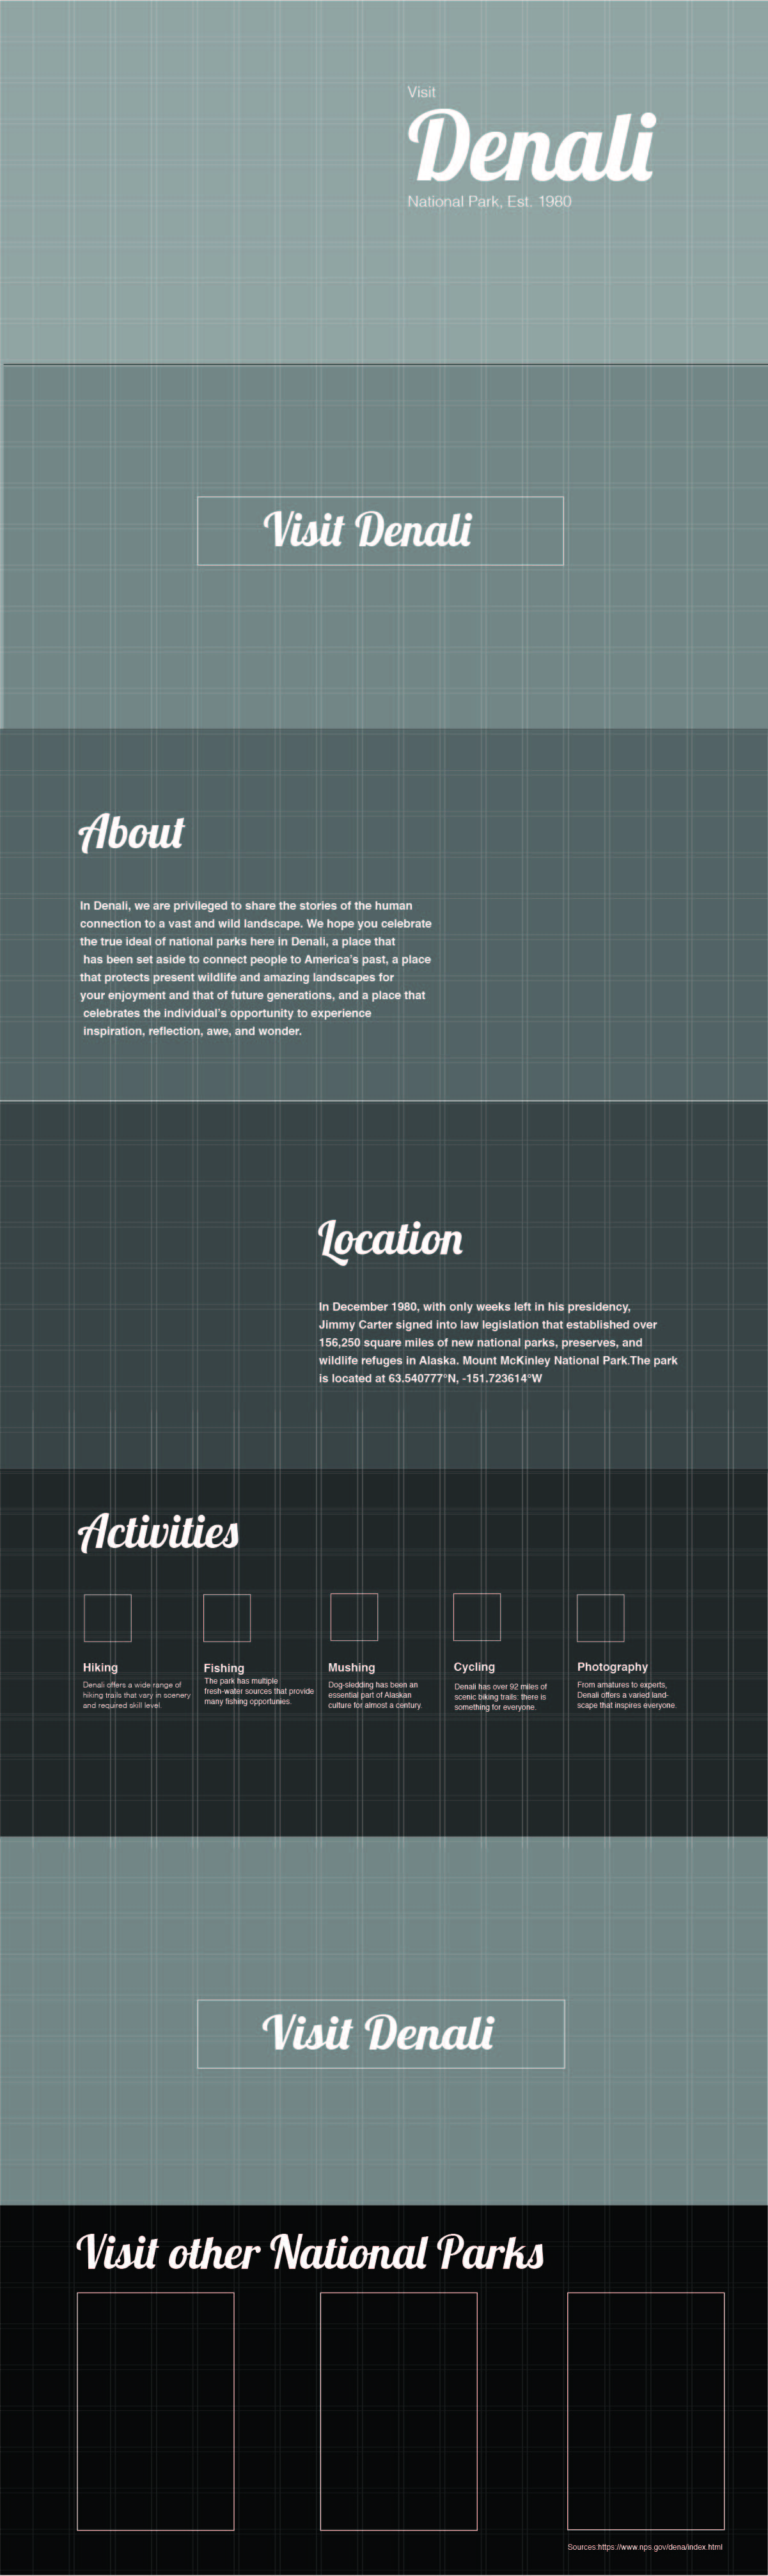 Visit
Denali
National Park, Est. 1980
Visit Denali
About
In Denali, we are privileged to share the stories of the human
connection to a vast and wild landscape. We hope you celebrate
the true ideal of national parks here in Denali, a place that
has been set aside to connect people to America's past, a place
that protects present wildlife and amazing landscapes for
your enjoyment and that of future generations, and a place that
celebrates the individual's opportunity to experience
inspiration, reflection, awe, and wonder.
Location
In December 1980, with only weeks left in his presidency,
Jimmy Carter signed into law legislation that established over
156,250 square miles of new national parks, preserves, and
wildlife refuges in Alaska. Mount McKinley National Park.The park
is located at 63.540777°N, -151.723614°W
Activities
Hiking
Denali offers a wide range of
hiking trails that vary in scenery
and required skill level.
Fishing
The park has multiple
fresh-water sources that provide
many fishing opportunies.
Mushing
Dog-sledding has been an
essential part of Alaskan
culture for almost a century.
Cycling
Denali has over 92 miles of
scenic biking trails: there is
something for everyone.
Photography
From amatures to experts,
Denali offers a varied land-
scape that inspires everyone.
Visit Denali
Visit other National Parks
Sources:https://www.nps.gov/dena/index.html